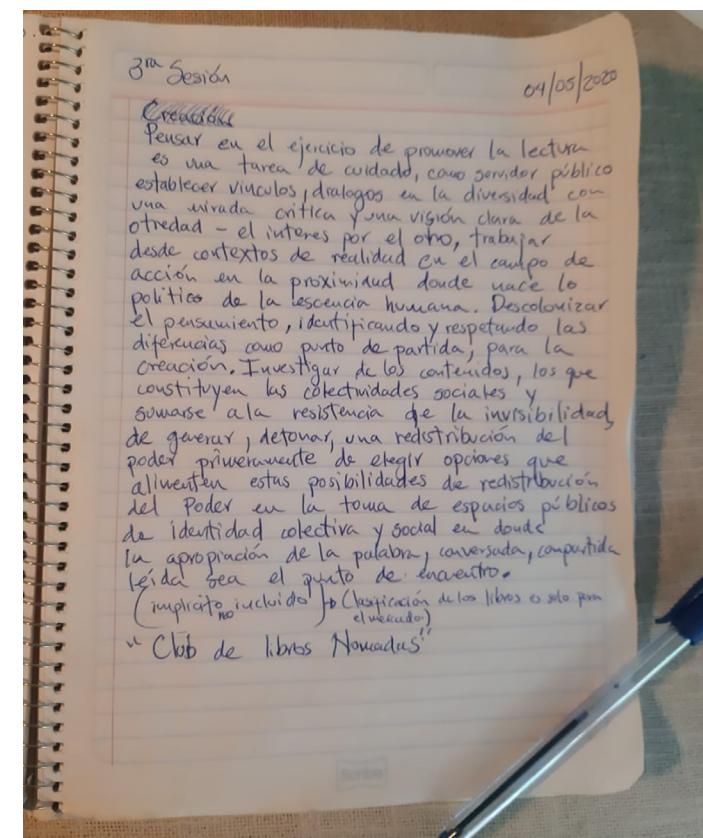 3ra Sesión
04/05/2020
Pensar en el ejercicio de promover la lectura
es una tarea de cuidado, como servidor público
establecer vinculos, dialogos en la diversidad con
una mirada critica y una visión clara de la
otredad - el interes por el otro, trabajar
desde contextos de realidad en el campo de
acción en la proximidad donde nace lo
politico de la escencia humana. Descolonizar
el pensamiento, identificando y respetando las
diferencias como punto de partida, para la
creación. Investigar de los contenidos, los que
constituyen las colectividades sociales y
sumarse a la resistencia de la invisibilidad,
de generar, detonar, una redistribución del
poder primeramente de elegir opciones que
alimenten estas posibilidades de redistribución
del Poder en la toma de espacios públicos
de identidad colectiva y social en donde
la apropiación de la palabra, conversada, compartida
leída sea el punto de encuentro.
(implicito no incluido) → (Clasificación de los libros es solo para
el mercado)
"Club de libros Nomadas"
Scribe